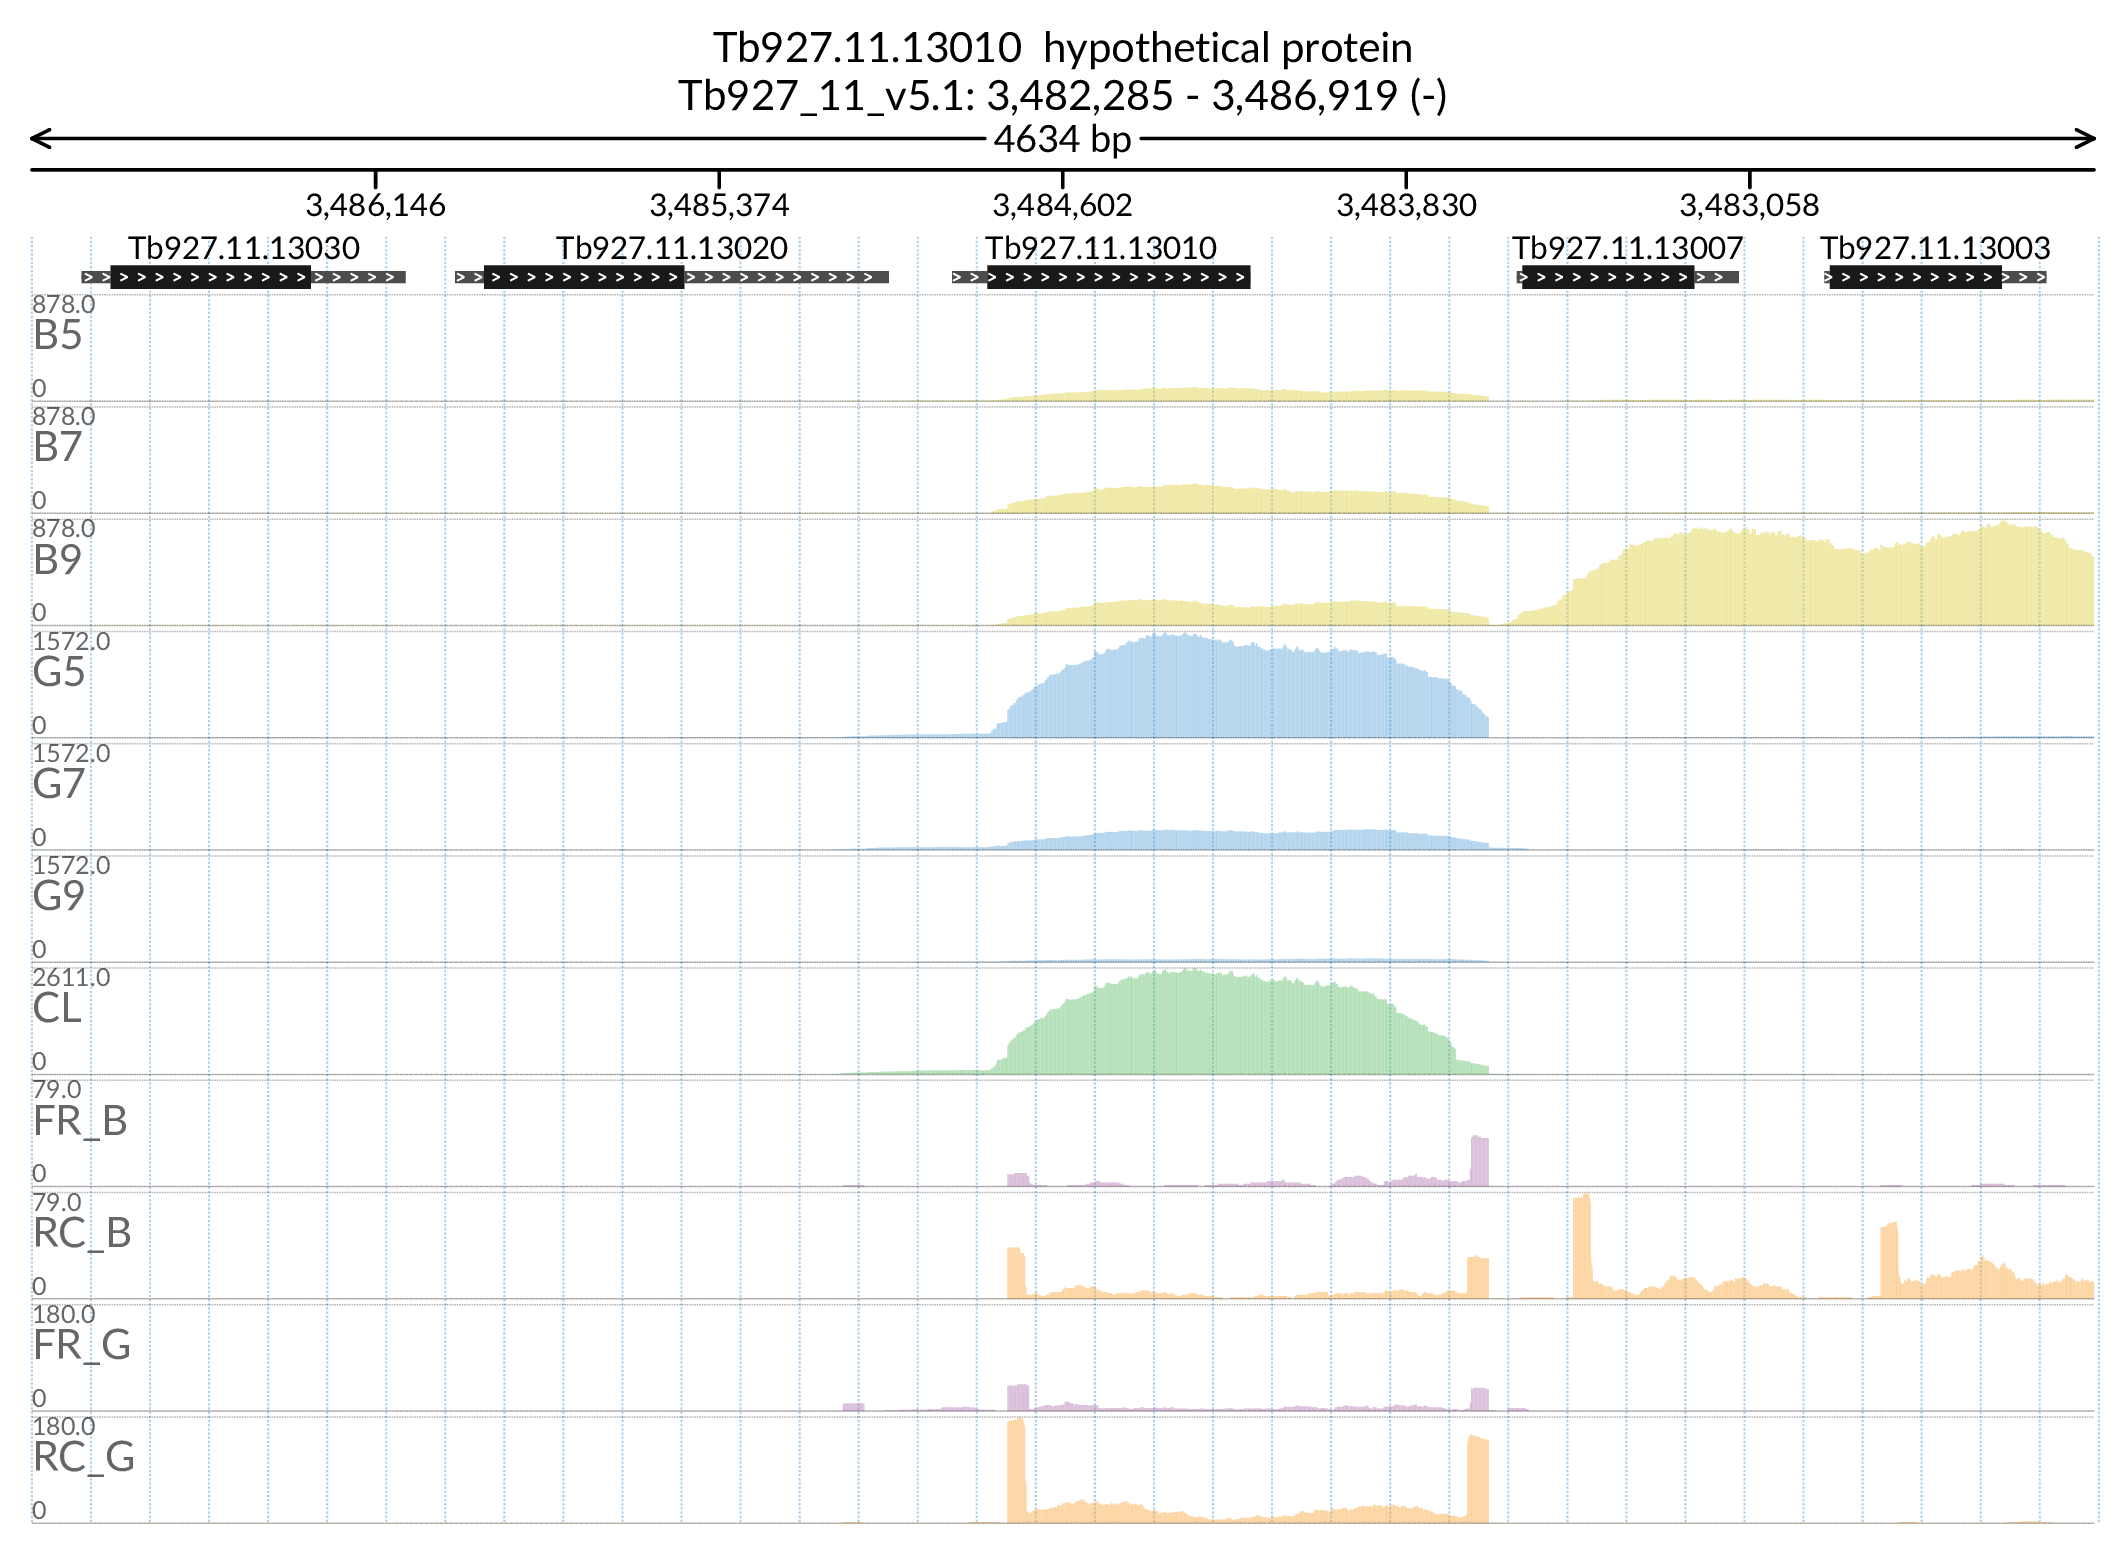 Tb927.11.13010 hypothetical protein
Tb927_11_v5.1: 3,482,285 - 3,486,919 (-)
4634 bp
3,486,146 3,485,374 3,484,602 3,483,830 3,483,058
Tb927.11.13030 Tb927.11.13020 Tb927.11.13010 Tb927.11.13007 Tb927.11.13003
878.0
B5
0
878.0
B7
0
878.0
B9
0
1572.0
G5
0
1572.0
G7
0
1572.0
G9
0
2611.0
CL
0
79.0
FR_B
0
79.0
RC_B
0
180.0
FR_G
0
180.0
RC_G
0